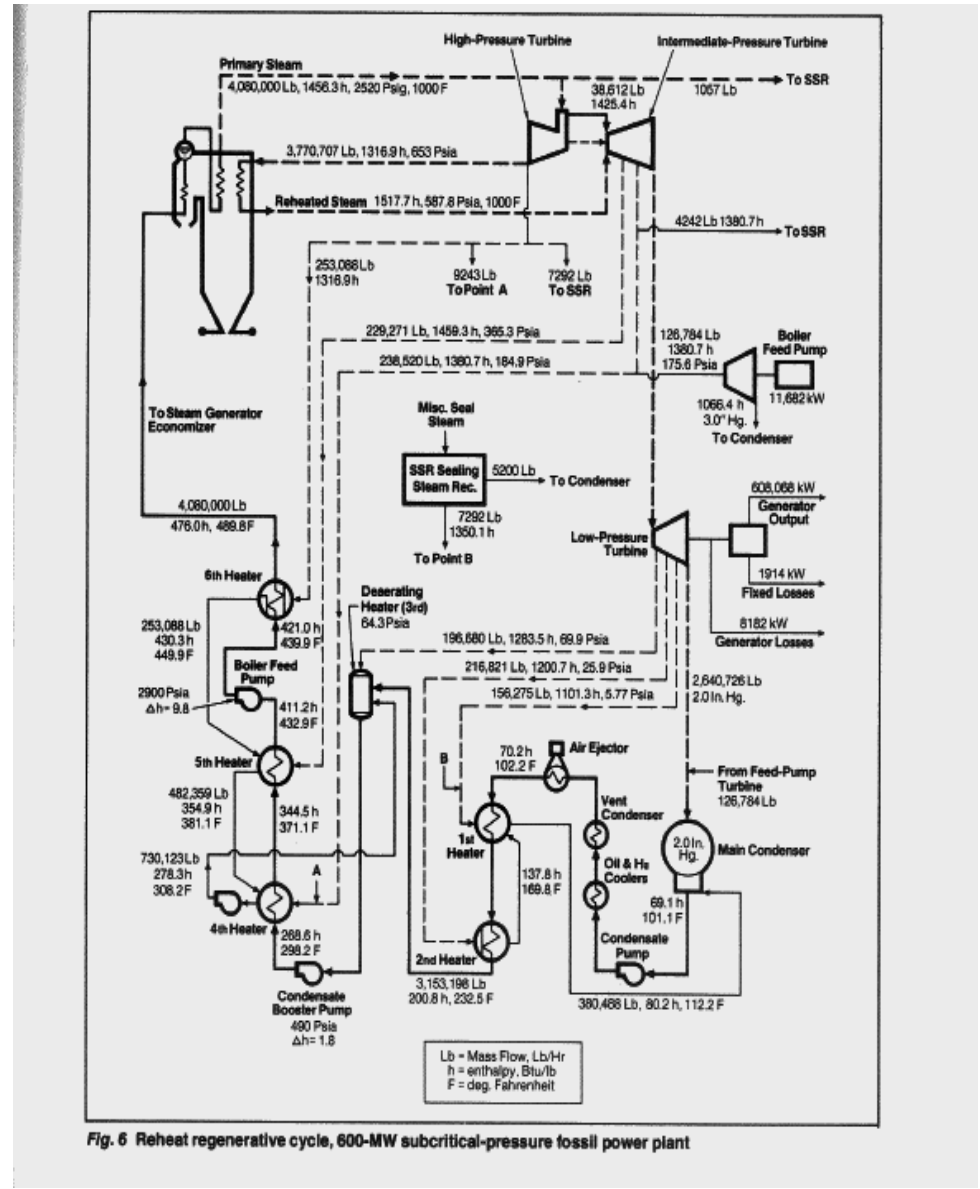 High-Pressure Turbine
Intermediate-Pressure Turbine
Primary Steam
4,080,000 Lb, 1456.3 h, 2520 Psig, 1000 F
38,612 Lb
1425.4 h
1057 Lb
To SSR
3,770,707 Lb, 1316.9 h, 653 Psia
Reheated Steam 1517.7 h, 587.8 Psia, 1000 F
4242 Lb 1380.7 h
To SSR
253,088 Lb
1316.9 h
9243 Lb
To Point A
7292 Lb
To SSR
229,271 Lb, 1459.3 h, 365.3 Psia
238,520 Lb, 1380.7 h, 184.9 Psia
126,784 Lb
1380.7 h
175.6 Psia
Boiler
Feed Pump
11,682 kW
1066.4 h
3.0" Hg.
To Condenser
To Steam Generator
Economizer
Misc. Seal
Steam
SSR Sealing
Steam Rec.
5200 Lb
To Condenser
7292 Lb
1350.1 h
To Point B
4,080,000 Lb
476.0 h, 489.8 F
608,068 kW
Generator
Output
Low-Pressure
Turbine
1914 kW
Fixed Losses
8182 kW
Generator Losses
6th Heater
Deaerating
Heater (3rd)
64.3 Psia
253,088 Lb
430.3 h
449.9 F
421.0 h
439.9 F
196,680 Lb, 1283.5 h, 69.9 Psia
216,821 Lb, 1200.7 h, 25.9 Psia
156,275 Lb, 1101.3 h, 5.77 Psia
2,640,726 Lb
2.0 In. Hg.
Boiler Feed
Pump
2900 Psia
Δh= 9.8
411.2 h
432.9 F
5th Heater
70.2 h
102.2 F
Air Ejector
B
From Feed-Pump
Turbine
126,784 Lb
482,359 Lb
354.9 h
381.1 F
344.5 h
371.1 F
Vent
Condenser
1st
Heater
2.0 In.
Hg.
Main Condenser
730,123 Lb
278.3 h
308.2 F
A
137.8 h
169.8 F
Oil & H₂
Coolers
69.1 h
101.1 F
4th Heater
268.6 h
298.2 F
2nd Heater
Condensate
Pump
3,153,198 Lb
200.8 h, 232.5 F
380,488 Lb, 80.2 h, 112.2 F
Condensate
Booster Pump
490 Psia
Δh= 1.8
Lb = Mass Flow, Lb/Hr
h = enthalpy, Btu/lb
F = deg. Fahrenheit
Fig. 6 Reheat regenerative cycle, 600-MW subcritical-pressure fossil power plant